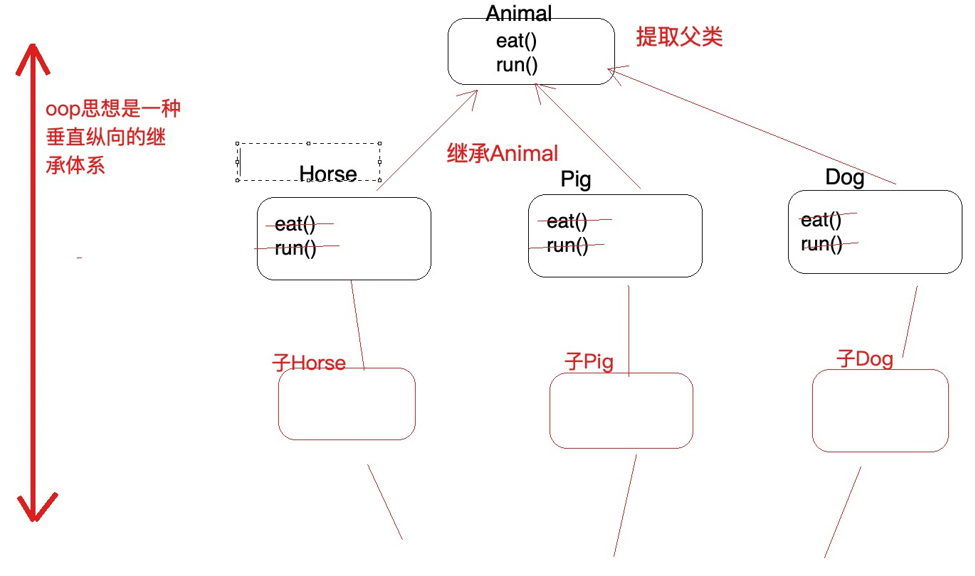 Animal
eat()
run()
提取父类
oop思想是一种
垂直纵向的继
承体系
继承Animal
Horse
eat()
run()
Pig
eat()
run()
Dog
eat()
run()
子Horse
子Pig
子Dog